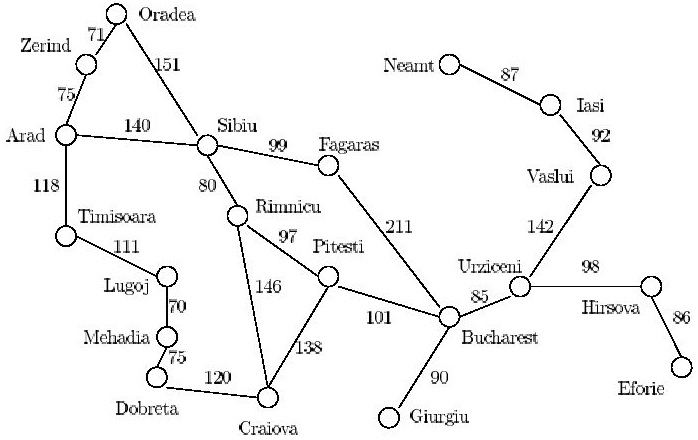 Oradea
71
Zerind
151
Neamt
87
75
Iasi
Sibiu
92
Arad
140
99
Fagaras
Vaslui
118
80
Rimnicu
Timisoara
211
142
97
Pitesti
111
Urziceni
98
Lugoj
146
85
Hirsova
70
101
86
Mehadia
Bucharest
138
75
120
90
Eforie
Dobreta
Giurgiu
Craiova